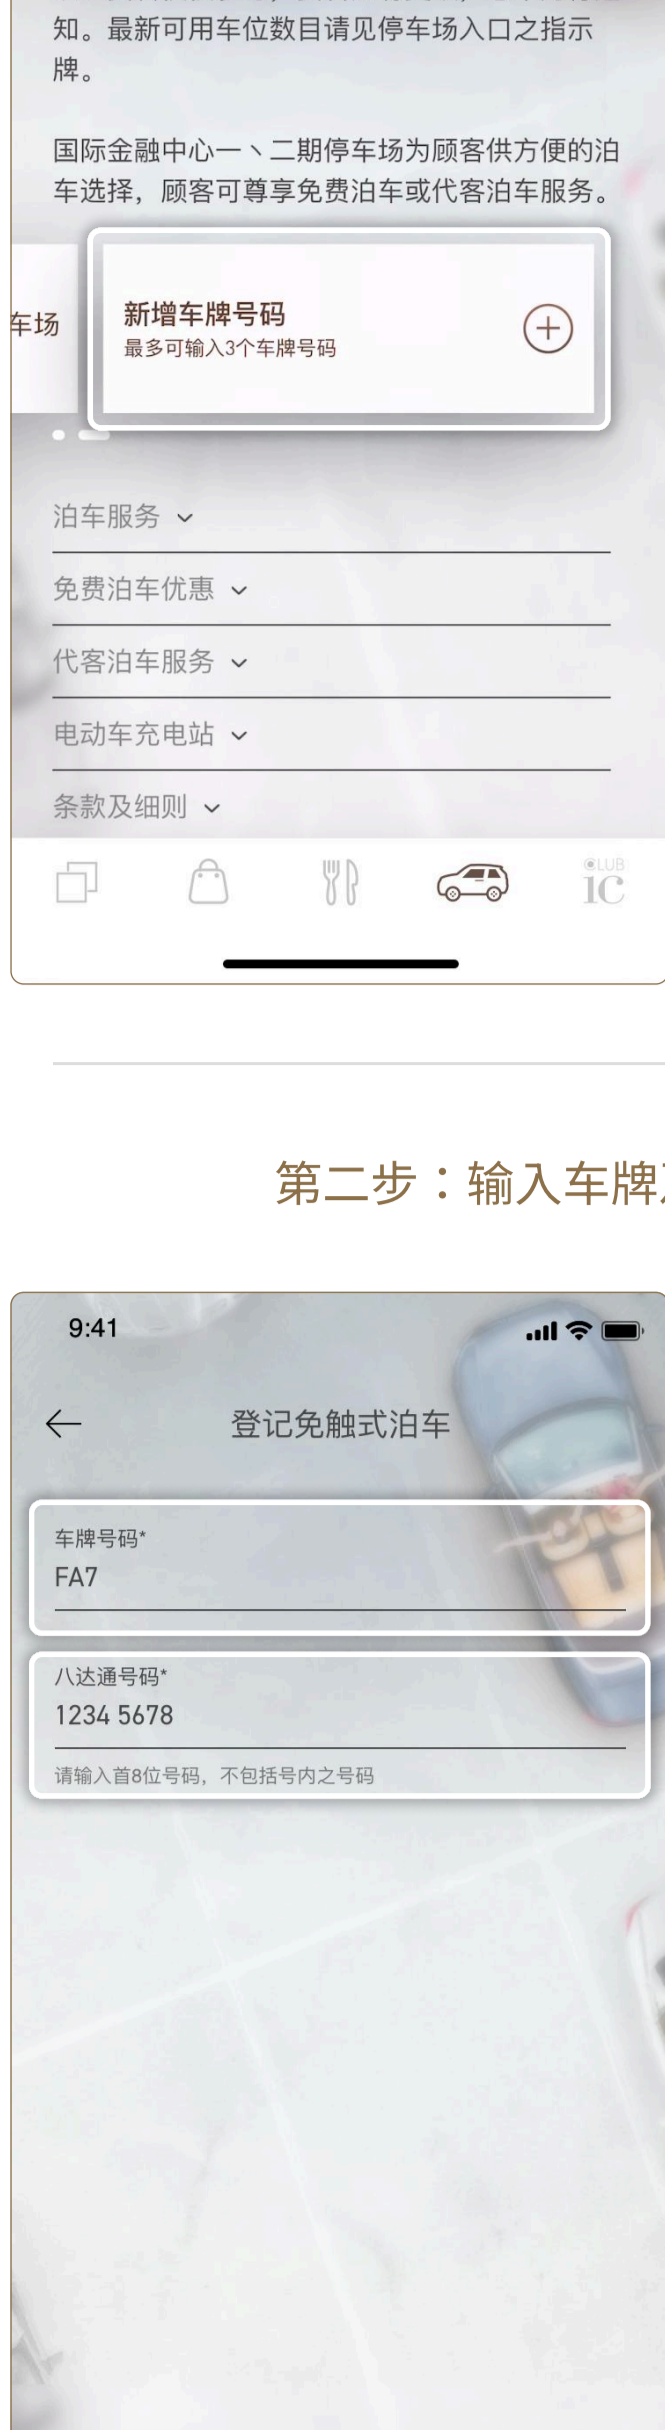 知。最新可用车位数目请见停车场入口之指示
牌。
国际金融中心一丶二期停车场为顾客供方便的泊
车选择，顾客可尊享免费泊车或代客泊车服务。
车场
新增车牌号码
最多可输入3个车牌号码
泊车服务
免费泊车优惠
代客泊车服务
电动车充电站
条款及细则
CLUB
1C
第二步：输入车牌
9:41
登记免触式泊车
车牌号码*
FA7
八达通号码*
1234 5678
请输入首8位号码，不包括号内之号码